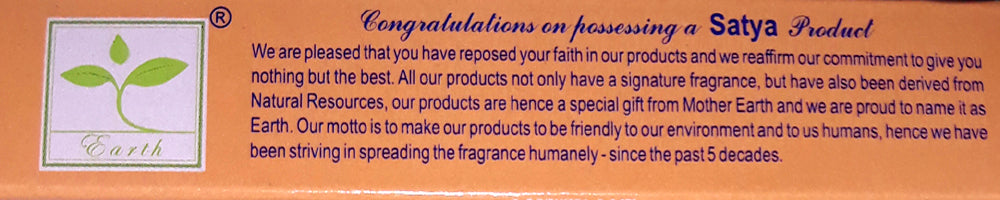 ®
Congratulations on possessing a Satya Product
We are pleased that you have reposed your faith in our products and we reaffirm our commitment to give you
nothing but the best. All our products not only have a signature fragrance, but have also been derived from
Natural Resources, our products are hence a special gift from Mother Earth and we are proud to name it as
Earth. Our motto is to make our products to be friendly to our environment and to us humans, hence we have
been striving in spreading the fragrance humanely - since the past 5 decades.
Earth